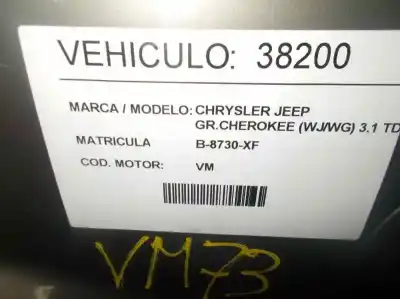 VEHICULO: 38200
MARCA / MODELO: CHRYSLER JEEP
GR.CHEROKEE (WJ/WG) 3.1 TD
MATRICULA B-8730-XF
COD. MOTOR: VM
VM73